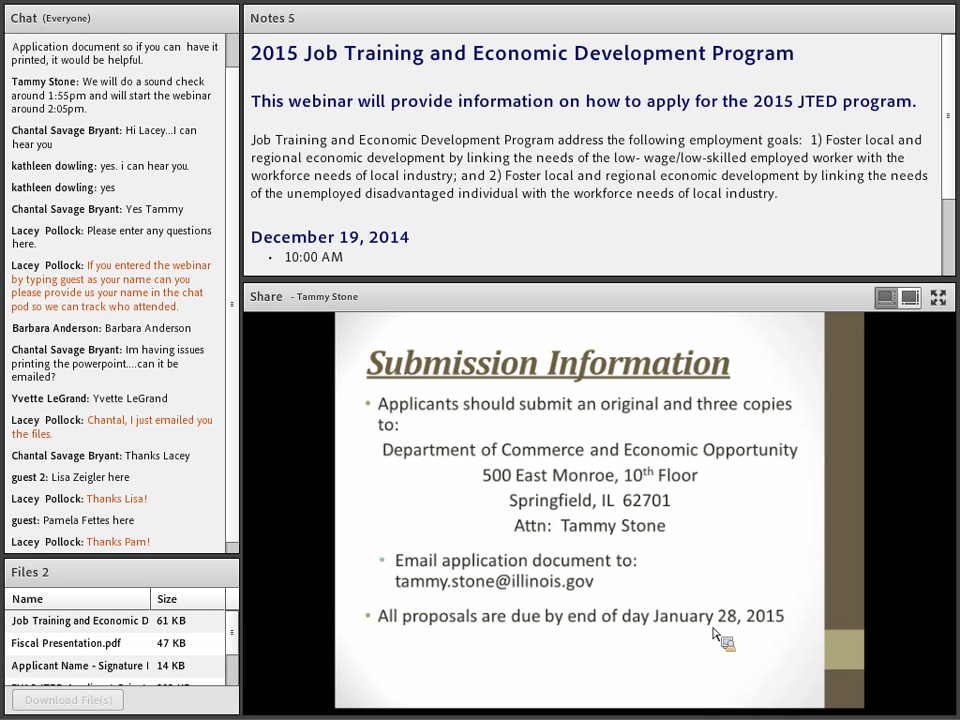 Chat (Everyone)
Application document so if you can have it
printed, it would be helpful.
Tammy Stone: We will do a sound check
around 1:55pm and will start the webinar
around 2:05pm.
Chantal Savage Bryant: Hi Lacey...I can
hear you
kathleen dowling: yes. i can hear you.
kathleen dowling: yes
Chantal Savage Bryant: Yes Tammy
Lacey Pollock: Please enter any questions
here.
Lacey Pollock: If you entered the webinar
by typing guest as your name can you
please provide us your name in the chat
pod so we can track who attended.
Barbara Anderson: Barbara Anderson
Chantal Savage Bryant: Im having issues
printing the powerpoint....can it be
emailed?
Yvette LeGrand: Yvette LeGrand
Lacey Pollock: Chantal, I just emailed you
the files.
Chantal Savage Bryant: Thanks Lacey
guest 2: Lisa Zeigler here
Lacey Pollock: Thanks Lisa!
guest: Pamela Fettes here
Lacey Pollock: Thanks Pam!
Files 2
Name Size
Job Training and Economic D 61 KB
Fiscal Presentation.pdf 47 KB
Applicant Name - Signature 14 KB
Download File(s)
Notes 5
2015 Job Training and Economic Development Program
This webinar will provide information on how to apply for the 2015 JTED program.
Job Training and Economic Development Program address the following employment goals: 1) Foster local and
regional economic development by linking the needs of the low- wage/low-skilled employed worker with the
workforce needs of local industry; and 2) Foster local and regional economic development by linking the needs
of the unemployed disadvantaged individual with the workforce needs of local industry.
December 19, 2014
• 10:00 AM
Share - Tammy Stone
Submission Information
• Applicants should submit an original and three copies
to:
Department of Commerce and Economic Opportunity
500 East Monroe, 10th Floor
Springfield, IL 62701
Attn: Tammy Stone
• Email application document to:
tammy.stone@illinois.gov
• All proposals are due by end of day January 28, 2015